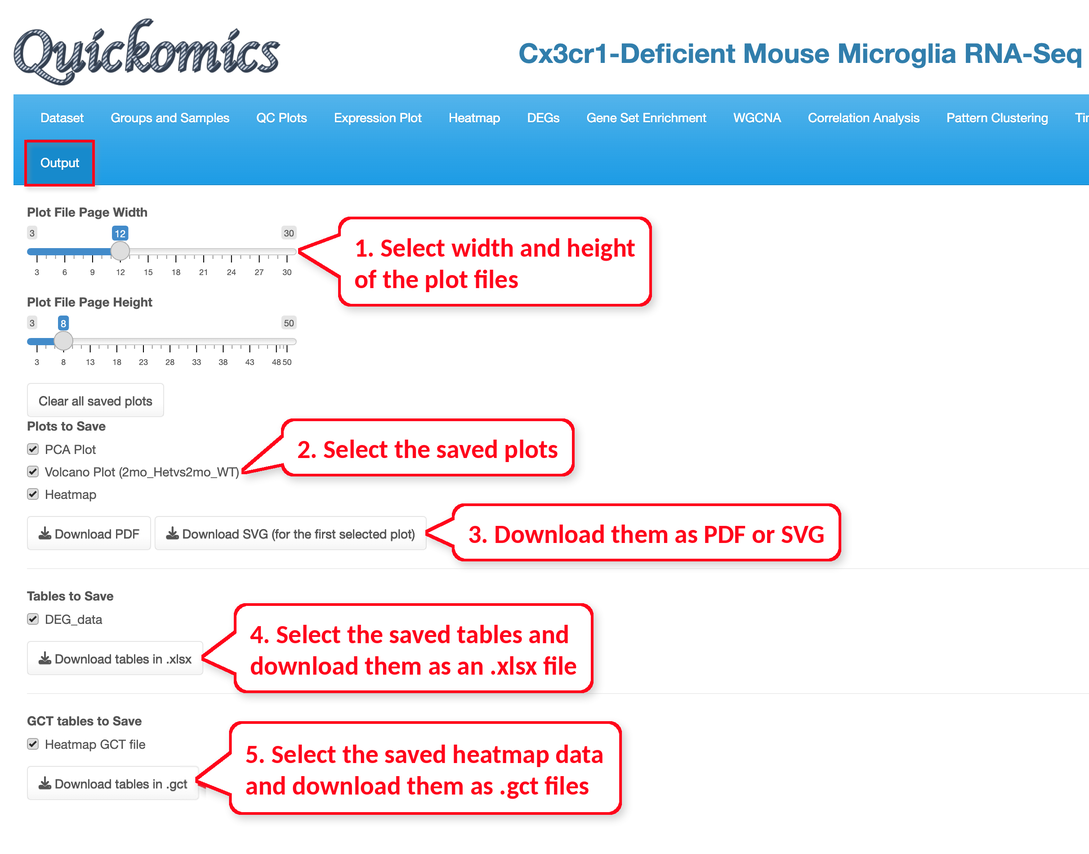 Quickomics
Cx3cr1-Deficient Mouse Microglia RNA-Seq
Dataset Groups and Samples QC Plots Expression Plot Heatmap DEGs Gene Set Enrichment WGCNA Correlation Analysis Pattern Clustering
Output
Plot File Page Width
3 12 30
3 6 9 12 15 18 21 24 27 30
1. Select width and height
of the plot files
Plot File Page Height
3 8 50
3 8 13 18 23 28 33 38 43 48 50
Clear all saved plots
Plots to Save
PCA Plot
Volcano Plot (2mo_Hetvs2mo_WT)
Heatmap
2. Select the saved plots
Download PDF Download SVG (for the first selected plot)
3. Download them as PDF or SVG
Tables to Save
DEG_data
Download tables in .xlsx
4. Select the saved tables and
download them as an .xlsx file
GCT tables to Save
Heatmap GCT file
Download tables in .gct
5. Select the saved heatmap data
and download them as .gct files